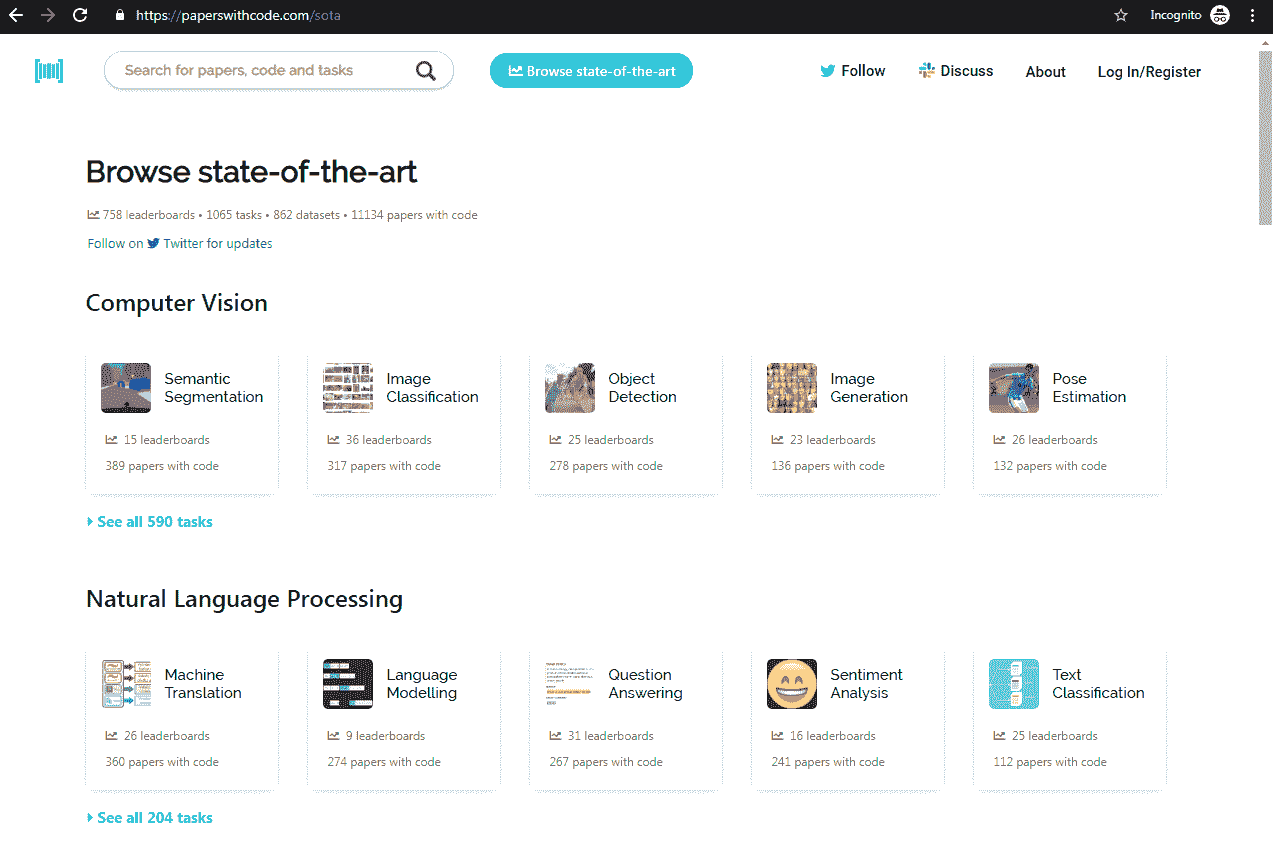 https://paperswithcode.com/sota
Incognito
Search for papers, code and tasks
Browse state-of-the-art
Follow
Discuss
About
Log In/Register
Browse state-of-the-art
758 leaderboards • 1065 tasks • 862 datasets • 11134 papers with code
Follow on Twitter for updates
Computer Vision
Semantic
Segmentation
15 leaderboards
389 papers with code
Image
Classification
36 leaderboards
317 papers with code
Object
Detection
25 leaderboards
278 papers with code
Image
Generation
23 leaderboards
136 papers with code
Pose
Estimation
26 leaderboards
132 papers with code
See all 590 tasks
Natural Language Processing
Machine
Translation
26 leaderboards
360 papers with code
Language
Modelling
9 leaderboards
274 papers with code
Question
Answering
31 leaderboards
267 papers with code
Sentiment
Analysis
16 leaderboards
241 papers with code
Text
Classification
25 leaderboards
112 papers with code
See all 204 tasks